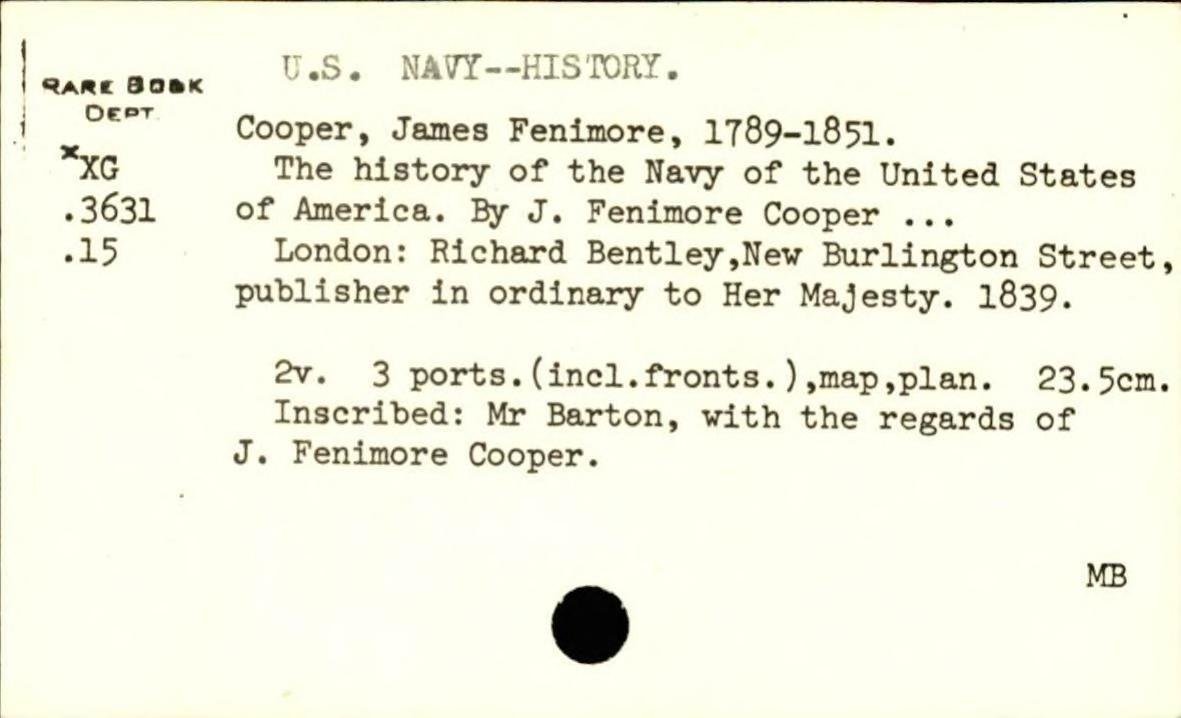 U.S. NAVY--HISTORY.
RARE BOOK
DEPT.
Cooper, James Fenimore, 1789-1851.
*XG
The history of the Navy of the United States
.3631
of America. By J. Fenimore Cooper ...
.15
London: Richard Bentley,New Burlington Street,
publisher in ordinary to Her Majesty. 1839.
2v. 3 ports.(incl.fronts.),map,plan. 23.5cm.
Inscribed: Mr Barton, with the regards of
J. Fenimore Cooper.
MB